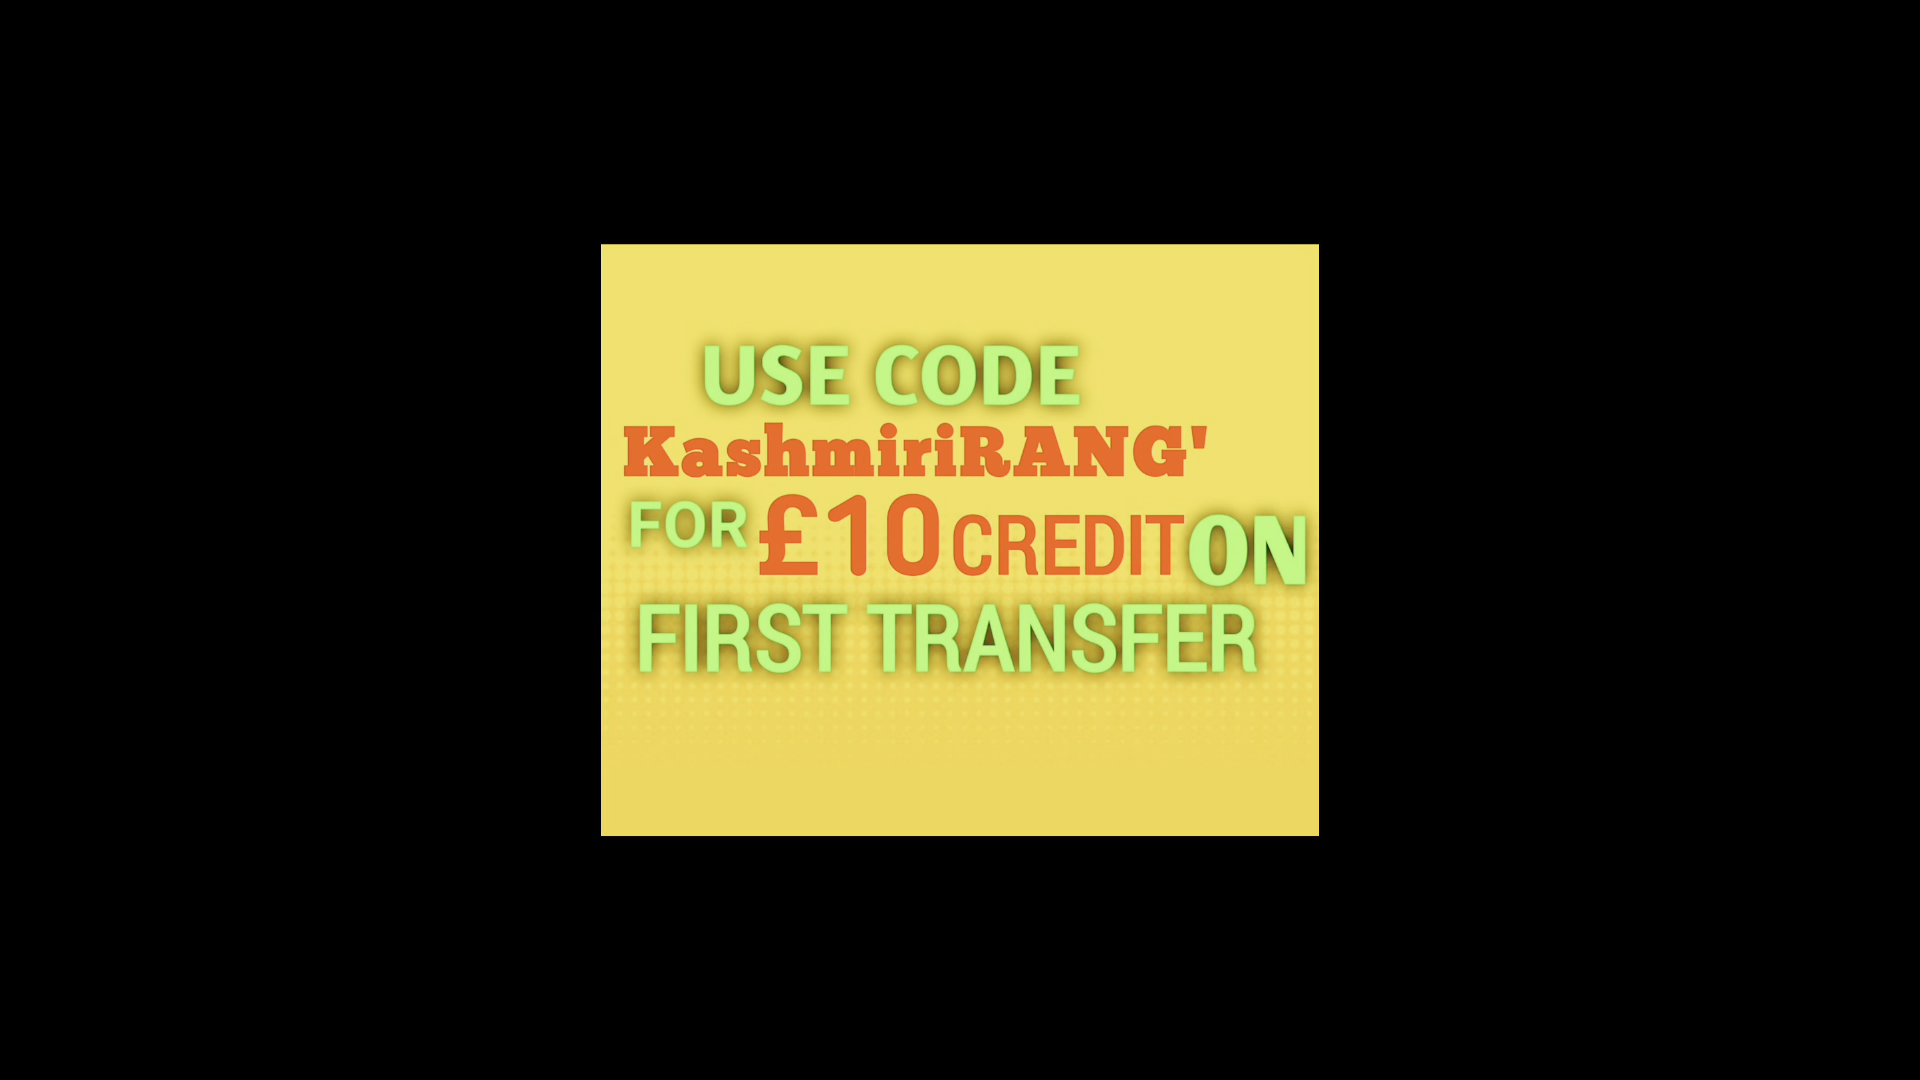 USE CODE
KashmiriRANG'
FOR £10 CREDIT ON
FIRST TRANSFER